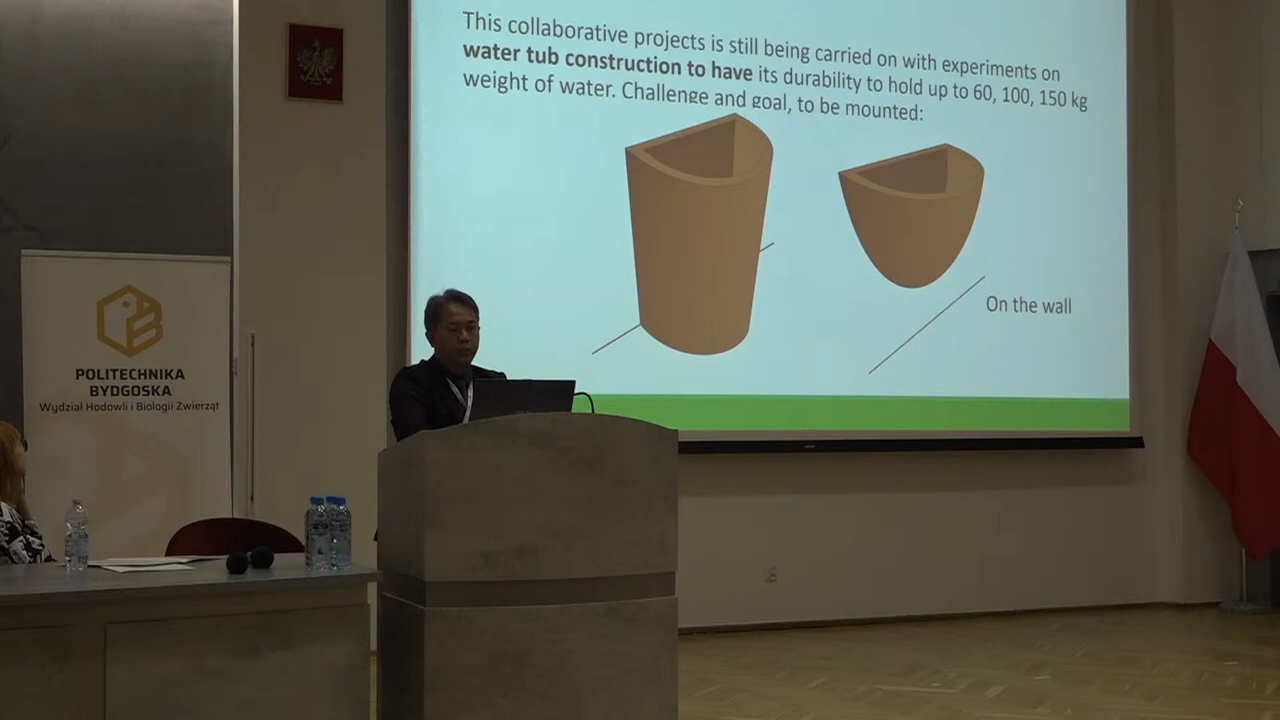 This collaborative projects is still being carried on with experiments on
water tub construction to have its durability to hold up to 60, 100, 150 kg
weight of water. Challenge and goal, to be mounted:
On the wall
POLITECHNIKA
BYDGOSKA
Wydział Hodowli i Biologii Zwierząt